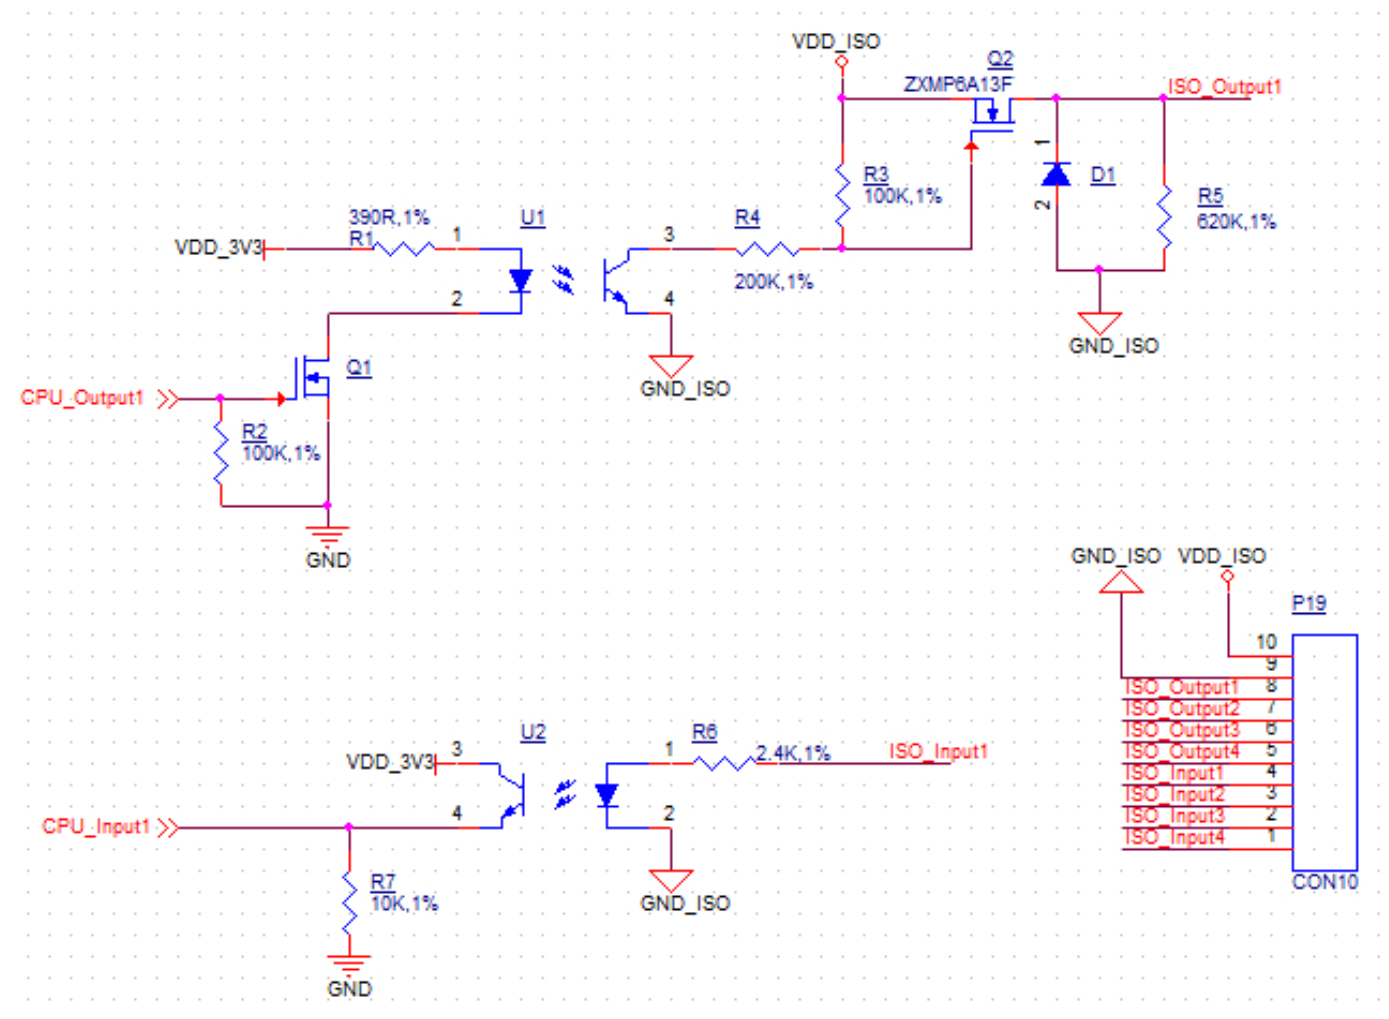 VDD_ISO
Q2
ZXMP6A13F
ISO_Output1
1
D1
2
R3
100K,1%
R5
620K,1%
390R,1%
R1
VDD_3V3
1
U1
3
R4
200K,1%
2
4
GND_ISO
GND_ISO
Q1
CPU_Output1
R2
100K,1%
GND
GND_ISO
VDD_ISO
P19
10
9
ISO_Output1 8
ISO_Output2 7
ISO_Output3 6
ISO_Output4 5
ISO_Input1 4
ISO_Input2 3
ISO_Input3 2
ISO_Input4 1
CON10
U2
VDD_3V3
3
1
R6
2.4K,1%
ISO_Input1
CPU_Input1
4
2
R7
10K,1%
GND_ISO
GND